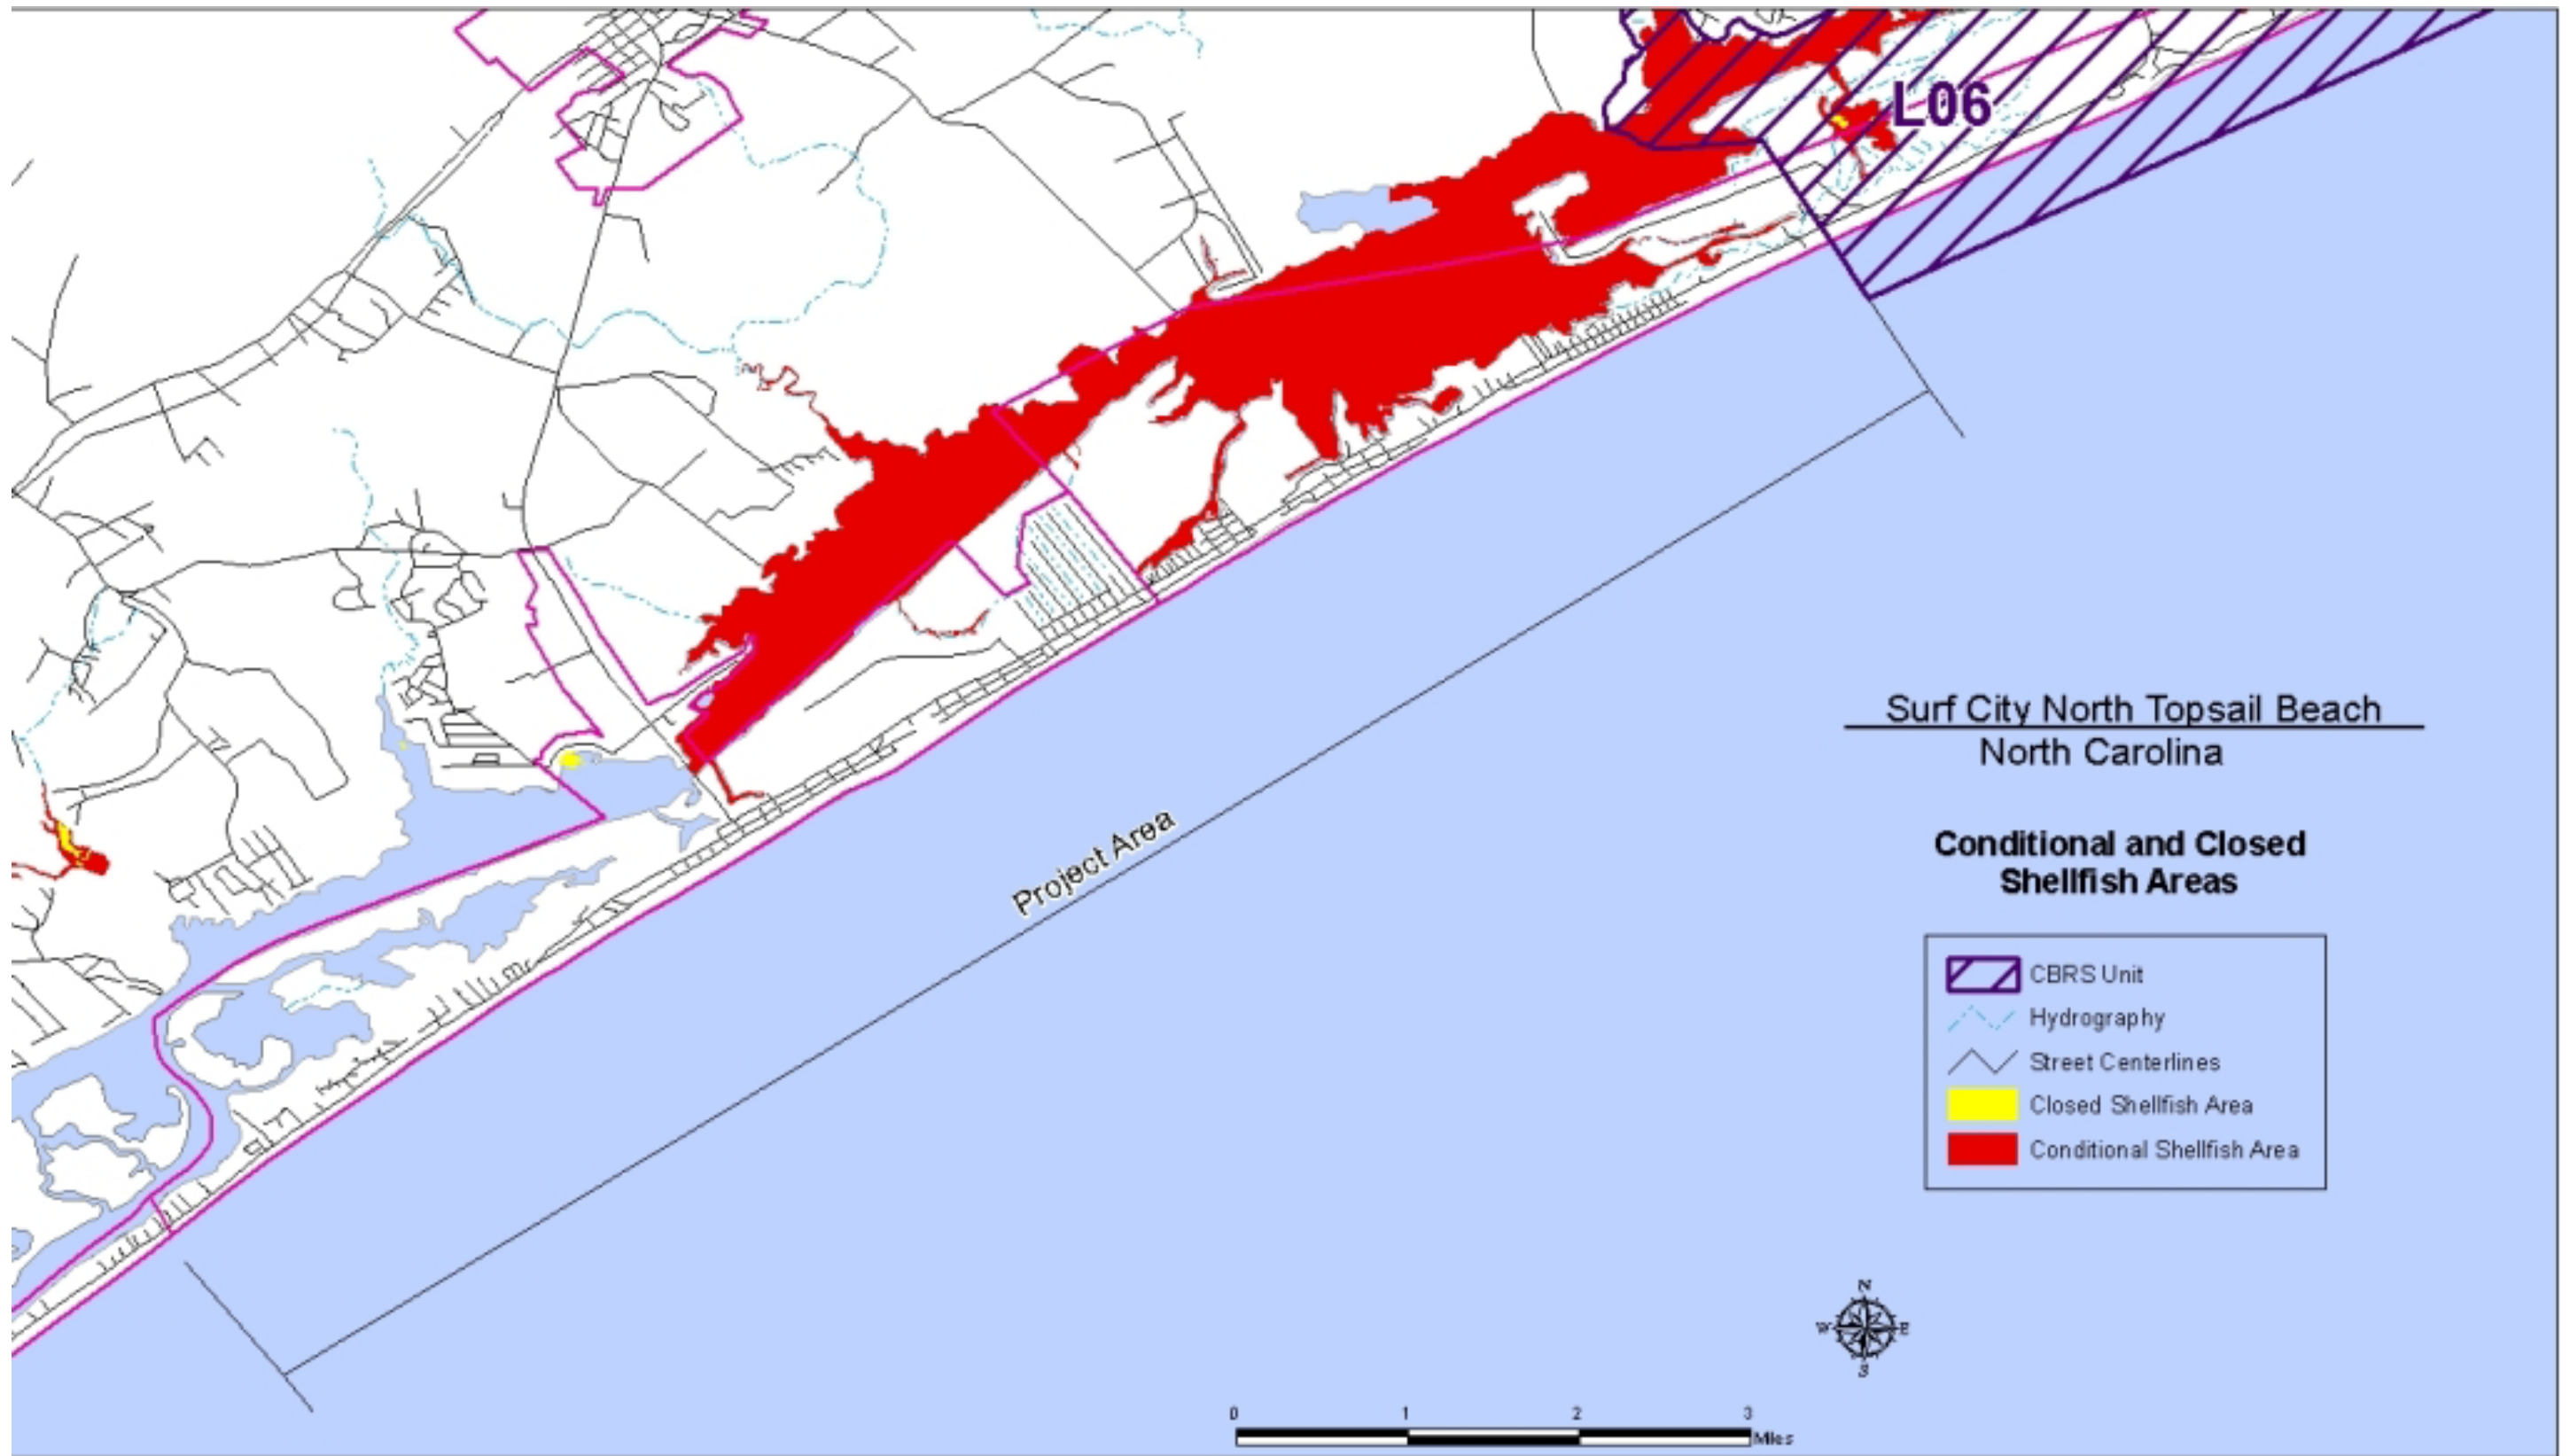 L06
Surf City North Topsail Beach
North Carolina
Project Area
Conditional and Closed
Shellfish Areas
CBRS Unit
Hydrography
Street Centerlines
Closed Shellfish Area
Conditional Shellfish Area
N
W E
S
0 1 2 3
Miles